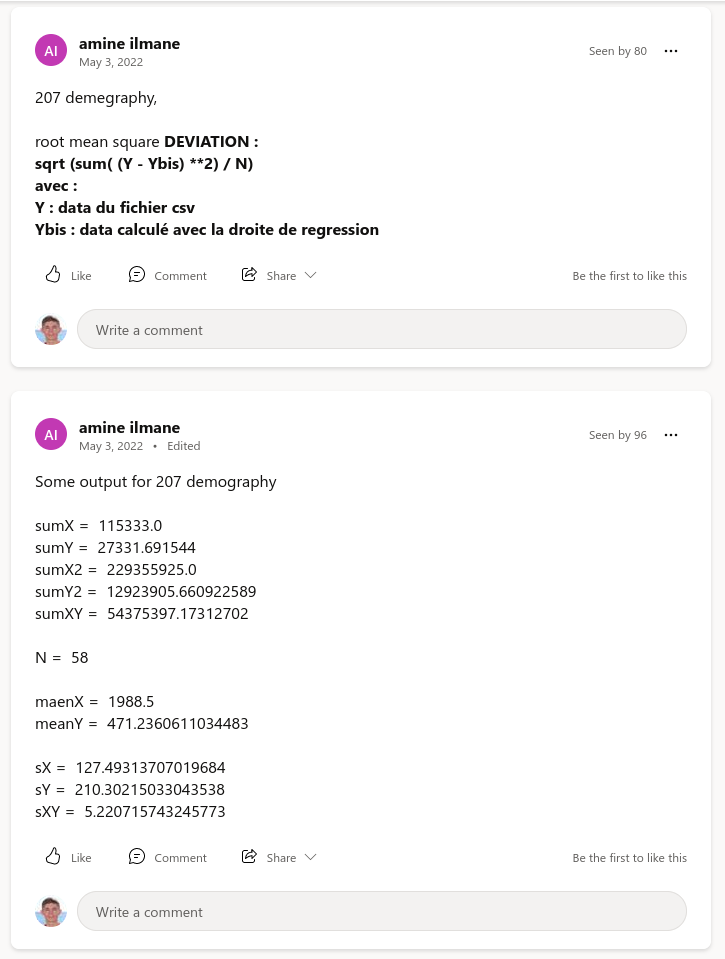 AI
amine ilmane
May 3, 2022
Seen by 80
207 demegraphy,
root mean square DEVIATION :
sqrt (sum( (Y - Ybis) **2) / N)
avec :
Y : data du fichier csv
Ybis : data calculé avec la droite de regression
Like Comment Share Be the first to like this
Write a comment
AI
amine ilmane
May 3, 2022 • Edited
Seen by 96
Some output for 207 demography
sumX = 115333.0
sumY = 27331.691544
sumX2 = 229355925.0
sumY2 = 12923905.660922589
sumXY = 54375397.17312702
N = 58
maenX = 1988.5
meanY = 471.2360611034483
sX = 127.49313707019684
sY = 210.30215033043538
sXY = 5.220715743245773
Like Comment Share Be the first to like this
Write a comment